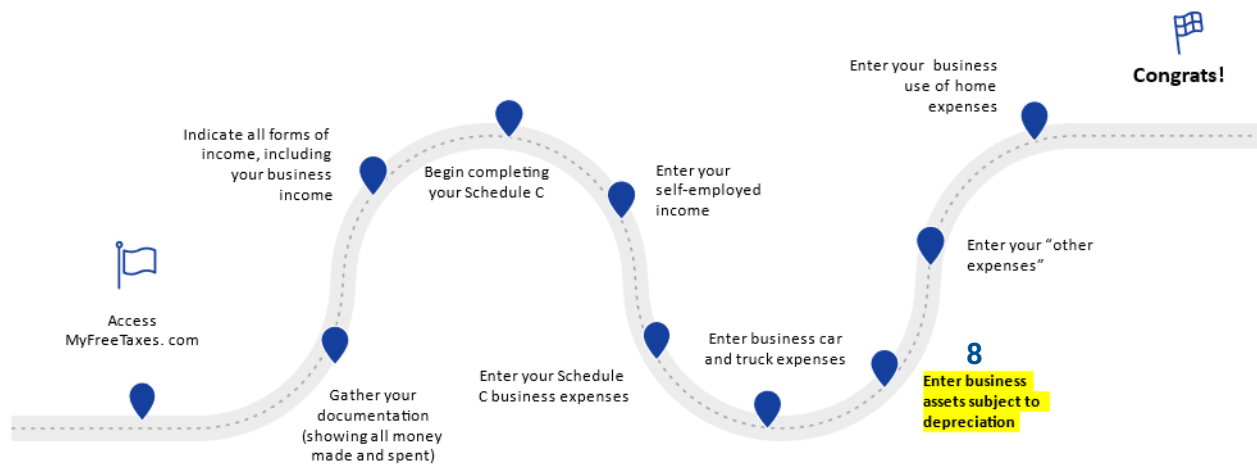 Access
MyFreeTaxes. com
Gather your
documentation
(showing all money
made and spent)
Indicate all forms of
income, including
your business
income
Begin completing
your Schedule C
Enter your
self-employed
income
Enter your Schedule
C business expenses
Enter business car
and truck expenses
8
Enter business
assets subject to
depreciation
Enter your “other
expenses”
Enter your business
use of home
expenses
Congrats!